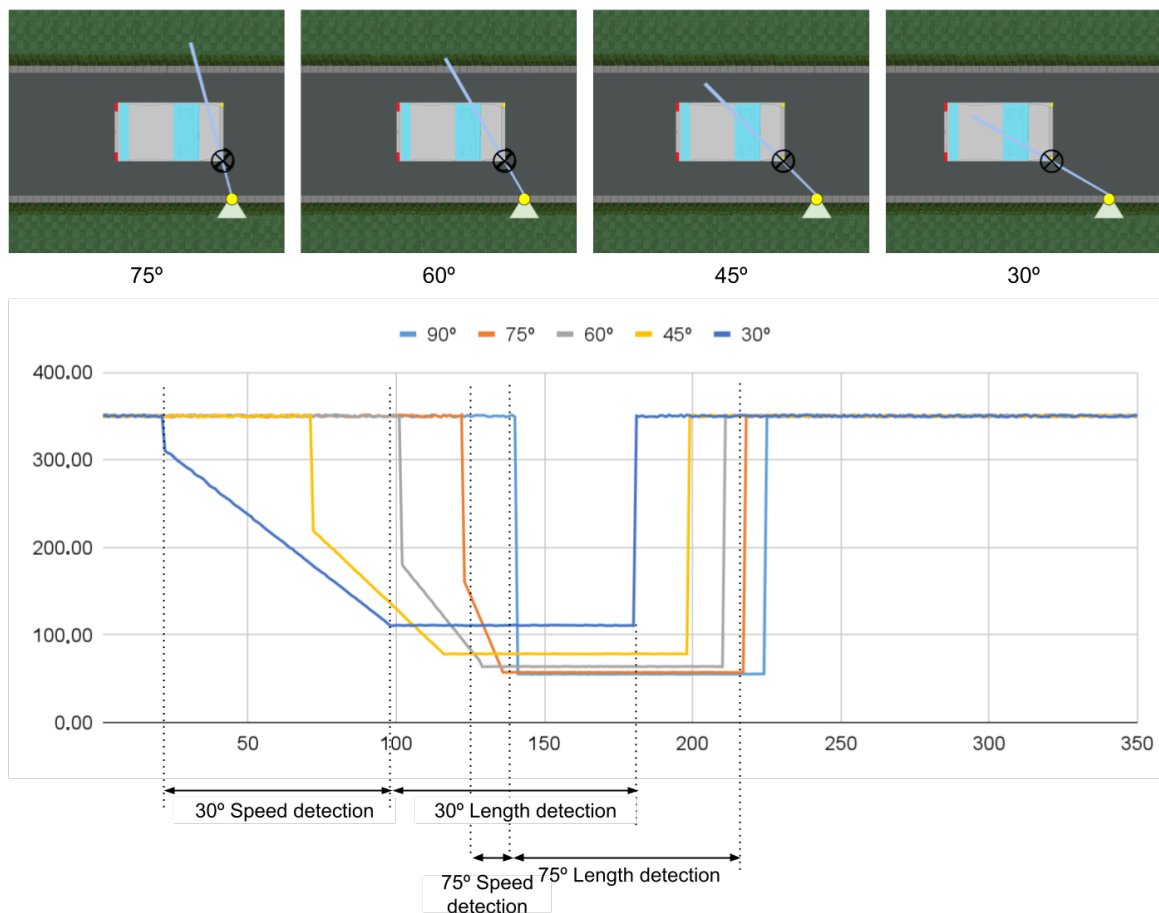 75º
60º
45º
30º
90º 75º 60º 45º 30º
400.00
300.00
200.00
100.00
0.00
50 100 150 200 250 300 350
30º Speed detection
30º Length detection
75º Speed
detection
75º Length detection